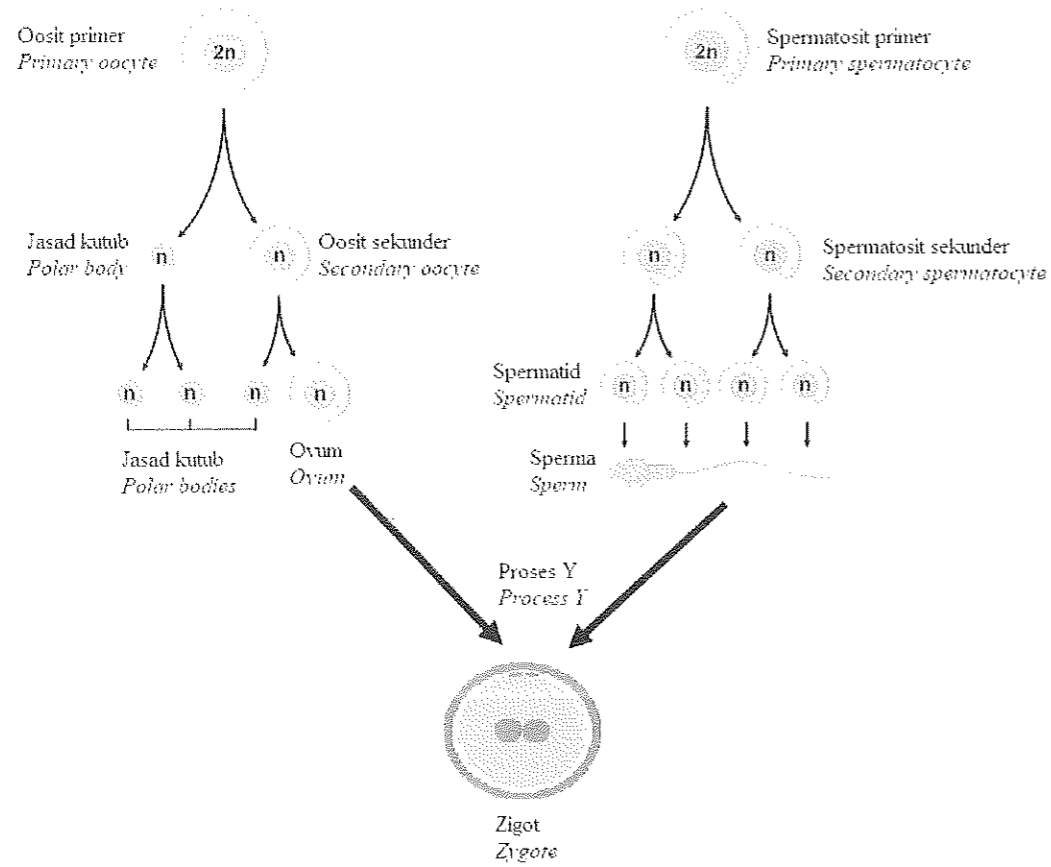 Oosit primer
Primary oocyte
2n
2n
Spermatosit primer
Primary spermatocyte
Jasad kutub
Polar body
n
n
Oosit sekunder
Secondary oocyte
n
n
Spermatosit sekunder
Secondary spermatocyte
n
n
n
n
Spermatid
Spermatid
n
n
n
n
Jasad kutub
Polar bodies
Ovum
Ovum
Sperma
Sperm
Proses Y
Process Y
Zigot
Zygote